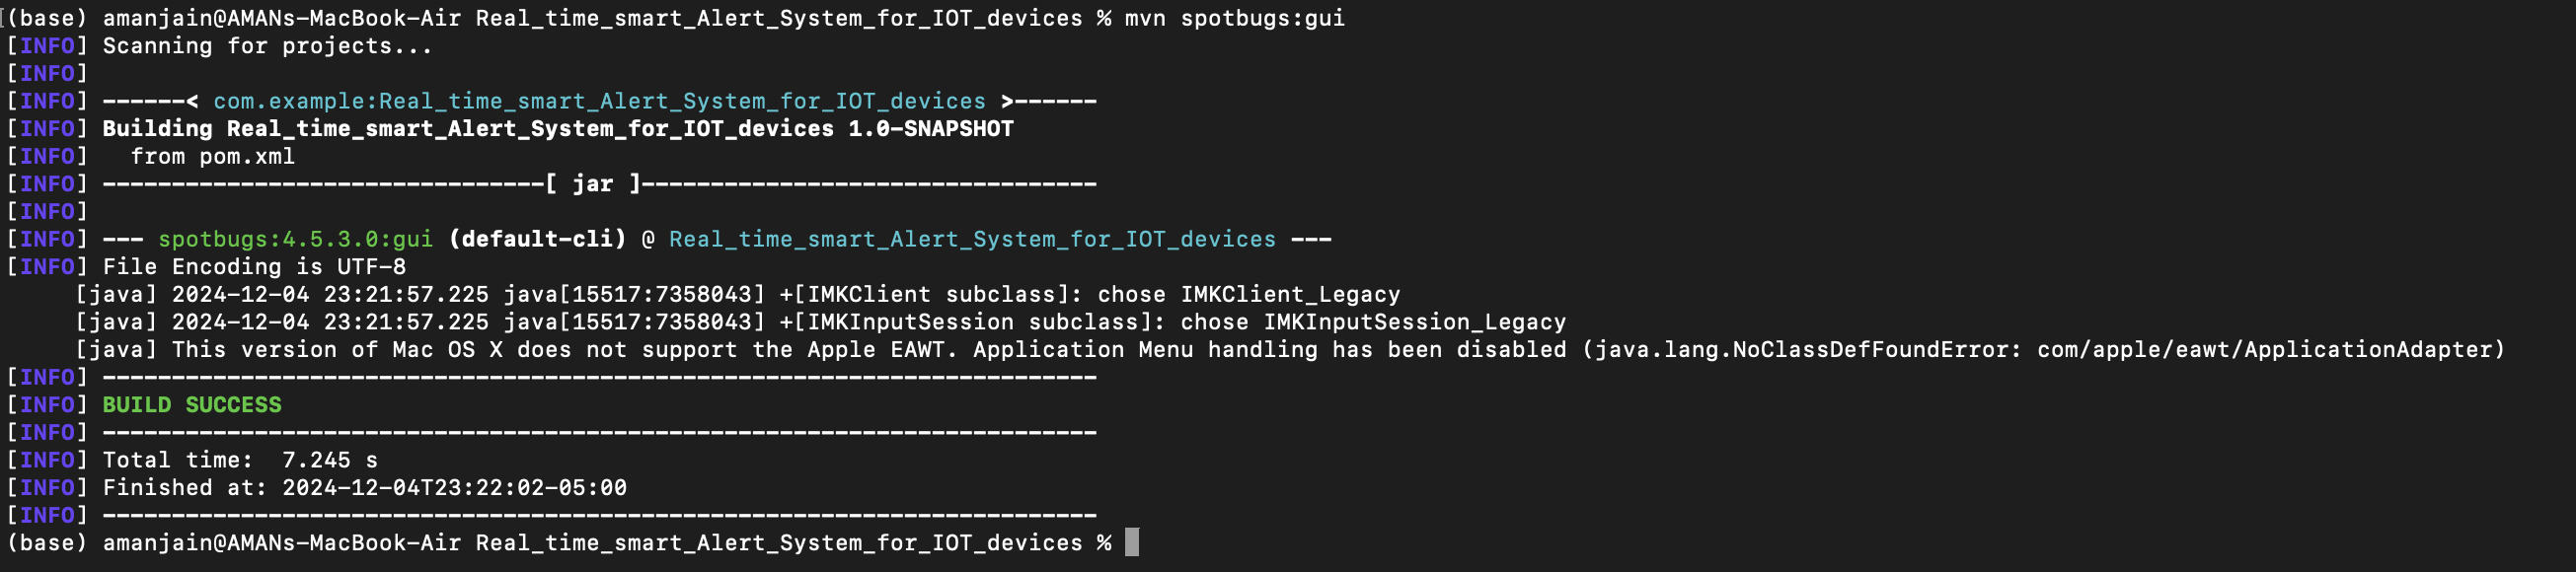 (base) amanjain@AMANs-MacBook-Air Real_time_smart_Alert_System_for_IOT_devices % mvn spotbugs:gui
[INFO] Scanning for projects...
[INFO]
[INFO] ------< com.example:Real_time_smart_Alert_System_for_IOT_devices >------
[INFO] Building Real_time_smart_Alert_System_for_IOT_devices 1.0-SNAPSHOT
[INFO]   from pom.xml
[INFO] --------------------------------[ jar ]---------------------------------
[INFO]
[INFO] --- spotbugs:4.5.3.0:gui (default-cli) @ Real_time_smart_Alert_System_for_IOT_devices ---
[INFO] File Encoding is UTF-8
     [java] 2024-12-04 23:21:57.225 java[15517:7358043] +[IMKClient subclass]: chose IMKClient_Legacy
     [java] 2024-12-04 23:21:57.225 java[15517:7358043] +[IMKInputSession subclass]: chose IMKInputSession_Legacy
     [java] This version of Mac OS X does not support the Apple EAWT. Application Menu handling has been disabled (java.lang.NoClassDefFoundError: com/apple/eawt/ApplicationAdapter)
[INFO] ------------------------------------------------------------------------
[INFO] BUILD SUCCESS
[INFO] ------------------------------------------------------------------------
[INFO] Total time:  7.245 s
[INFO] Finished at: 2024-12-04T23:22:02-05:00
[INFO] ------------------------------------------------------------------------
(base) amanjain@AMANs-MacBook-Air Real_time_smart_Alert_System_for_IOT_devices %